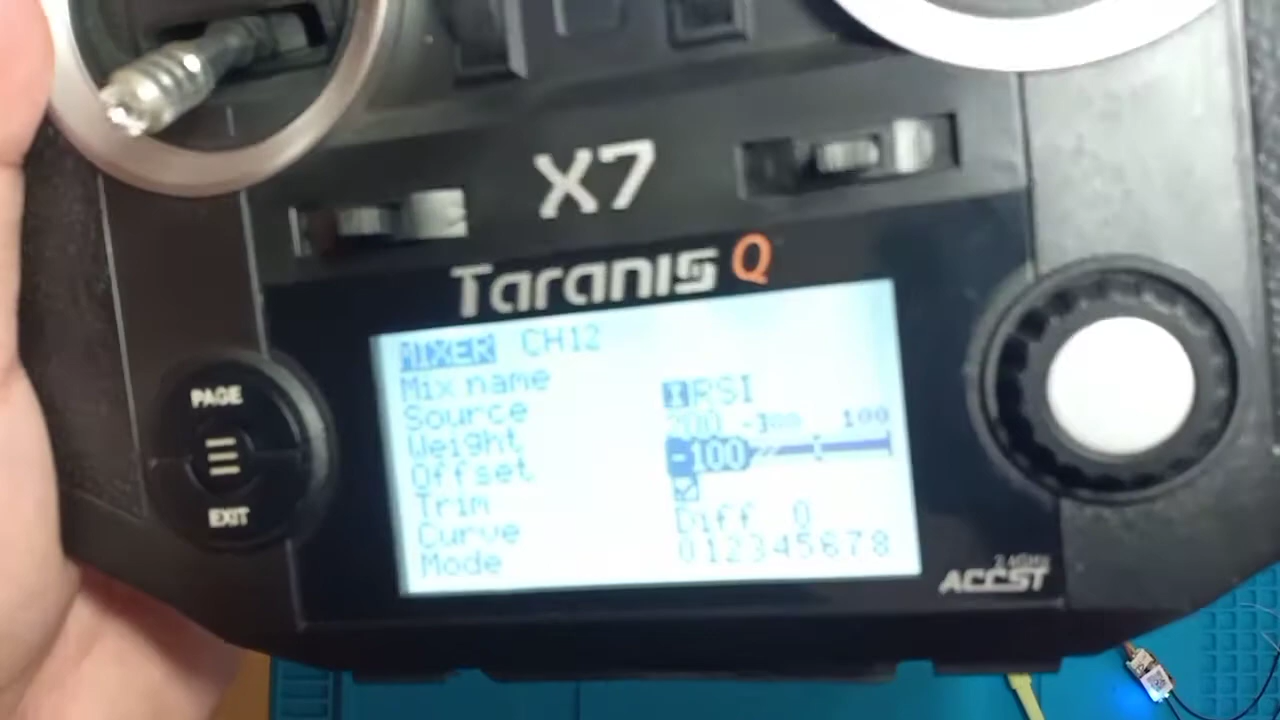 X7
Taranis Q
MIXER CH12
Mix name
Source RSI
Weight 200 100
Offset -100
Trim
Curve Diff 0
Mode 012345678
PAGE
EXIT
ACCST